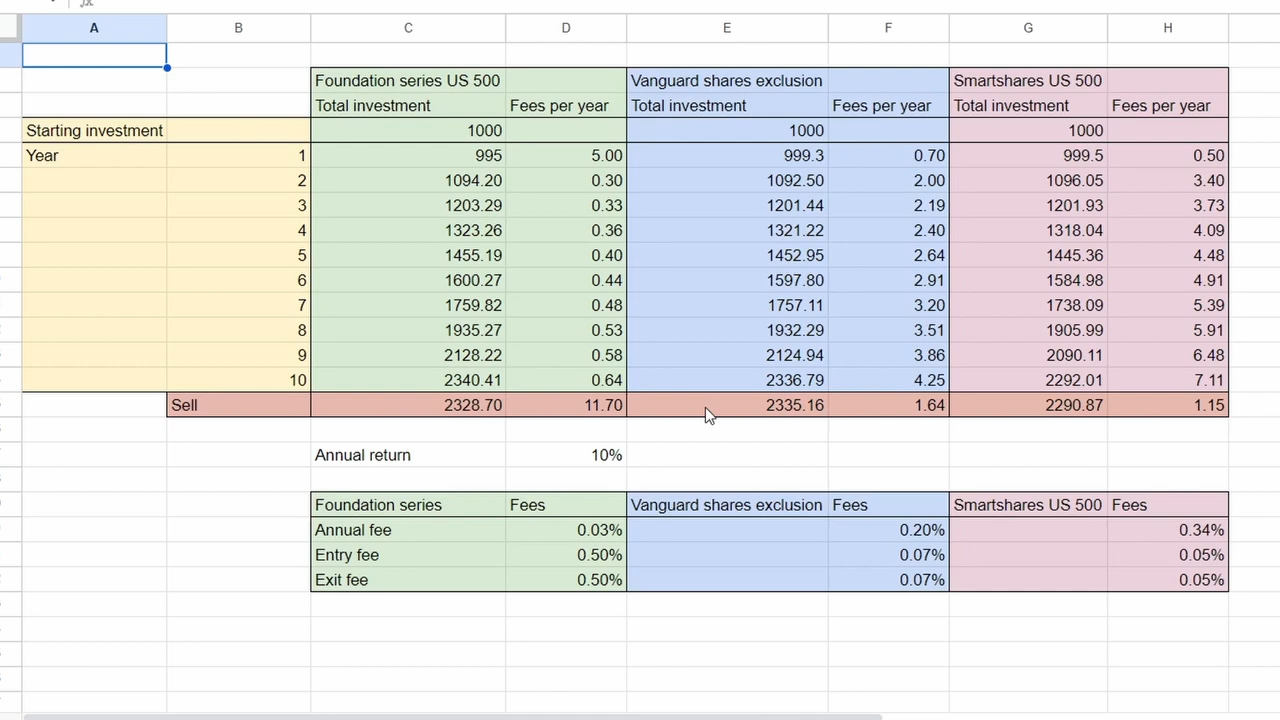 A B C D E F G H
Foundation series US 500 Vanguard shares exclusion Smartshares US 500
Total investment Fees per year Total investment Fees per year Total investment Fees per year
Starting investment 1000 1000 1000
Year 1 995 5.00 999.3 0.70 999.5 0.50
2 1094.20 0.30 1092.50 2.00 1096.05 3.40
3 1203.29 0.33 1201.44 2.19 1201.93 3.73
4 1323.26 0.36 1321.22 2.40 1318.04 4.09
5 1455.19 0.40 1452.95 2.64 1445.36 4.48
6 1600.27 0.44 1597.80 2.91 1584.98 4.91
7 1759.82 0.48 1757.11 3.20 1738.09 5.39
8 1935.27 0.53 1932.29 3.51 1905.99 5.91
9 2128.22 0.58 2124.94 3.86 2090.11 6.48
10 2340.41 0.64 2336.79 4.25 2292.01 7.11
Sell 2328.70 11.70 2335.16 1.64 2290.87 1.15
Annual return 10%
Foundation series Fees Vanguard shares exclusion Fees Smartshares US 500 Fees
Annual fee 0.03% 0.20% 0.34%
Entry fee 0.50% 0.07% 0.05%
Exit fee 0.50% 0.07% 0.05%